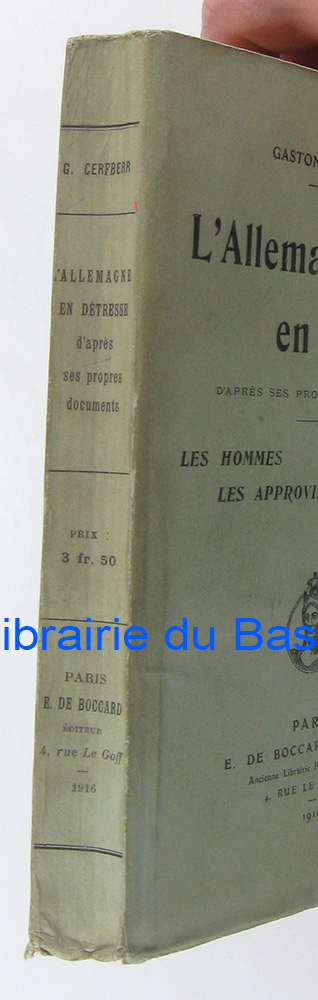 G. CERFBERR
L'ALLEMAGNE
EN DÉTRESSE
d'après
ses propres
documents
PRIX :
3 fr. 50
PARIS
E. DE BOCCARD
ÉDITEUR
4, rue Le Goff
1916
GASTON
L'Allema
en
D'APRÈS SES PRO
LES HOMMES
LES APPROVI
PAR
E. DE BOCCAR
Ancienne Librairie F
4, RUE LE
1916
ibrairie du Bas